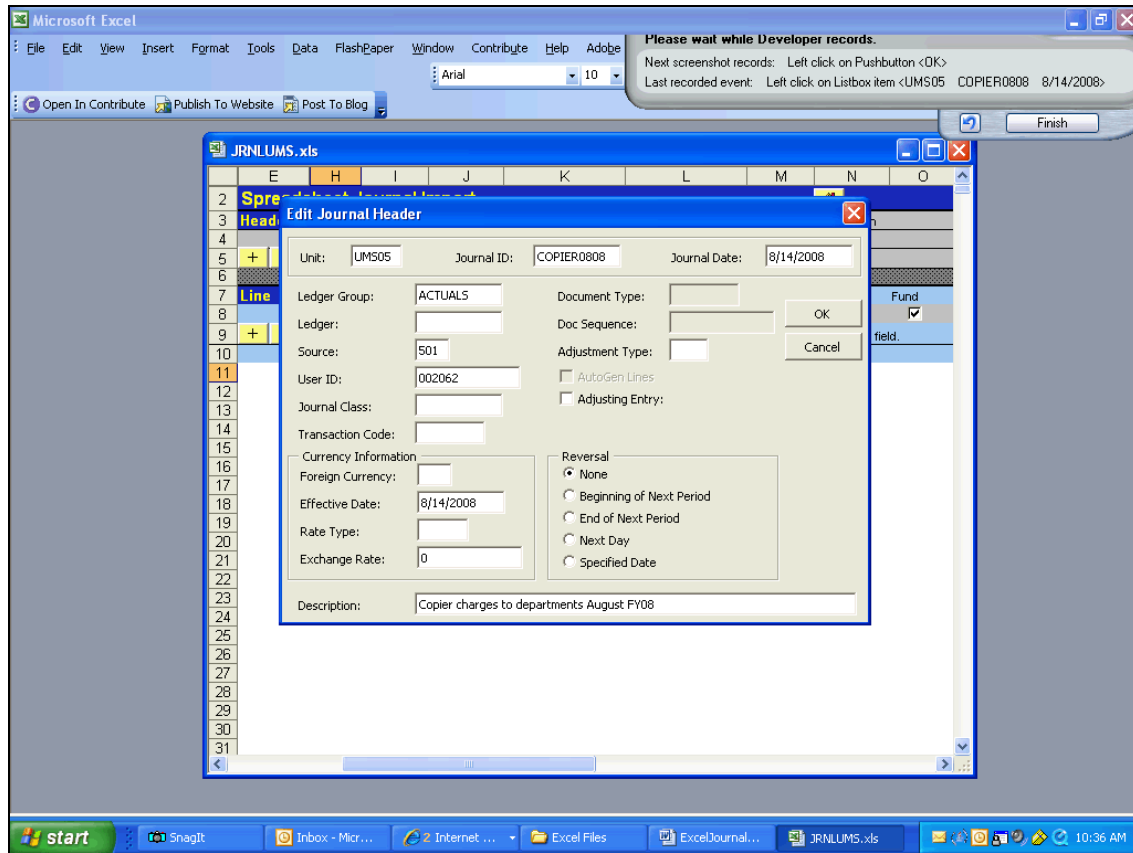 Microsoft Excel
File Edit View Insert Format Tools Data FlashPaper Window Contribute Help Adobe
Please wait while Developer records.
Next screenshot records: Left click on Pushbutton <OK>
Last recorded event: Left click on Listbox item <UMS05 COPIER0808 8/14/2008>
Finish
Arial 10
Open In Contribute Publish To Website Post To Blog
JRNLUMS.xls
E H I J K L M N O
2 Spreadsheet Journal Import
3
4
5 +
6
7 Line Fund
8
9 + field.
10
11
12
13
14
15
16
17
18
19
20
21
22
23
24
25
26
27
28
29
30
31
Edit Journal Header
Unit: UMS05 Journal ID: COPIER0808 Journal Date: 8/14/2008
Ledger Group: ACTUALS Document Type:
OK
Ledger: Doc Sequence:
Source: 501 Adjustment Type:
Cancel
User ID: 002062 AutoGen Lines
Journal Class: Adjusting Entry:
Transaction Code:
Currency Information Reversal
Foreign Currency: None
Effective Date: 8/14/2008 Beginning of Next Period
End of Next Period
Rate Type: Next Day
Exchange Rate: 0 Specified Date
Description: Copier charges to departments August FY08
start SnagIt Inbox - Micr... 2 Internet ... Excel Files ExcelJournal... JRNLUMS.xls 10:36 AM